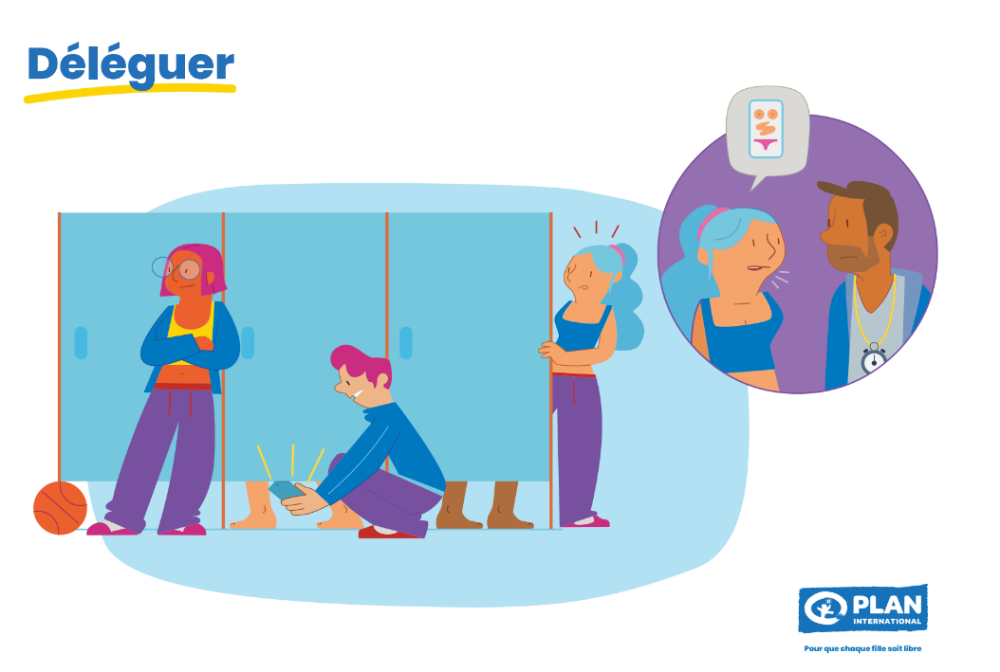 Déléguer
PLAN
INTERNATIONAL
Pour que chaque fille soit libre